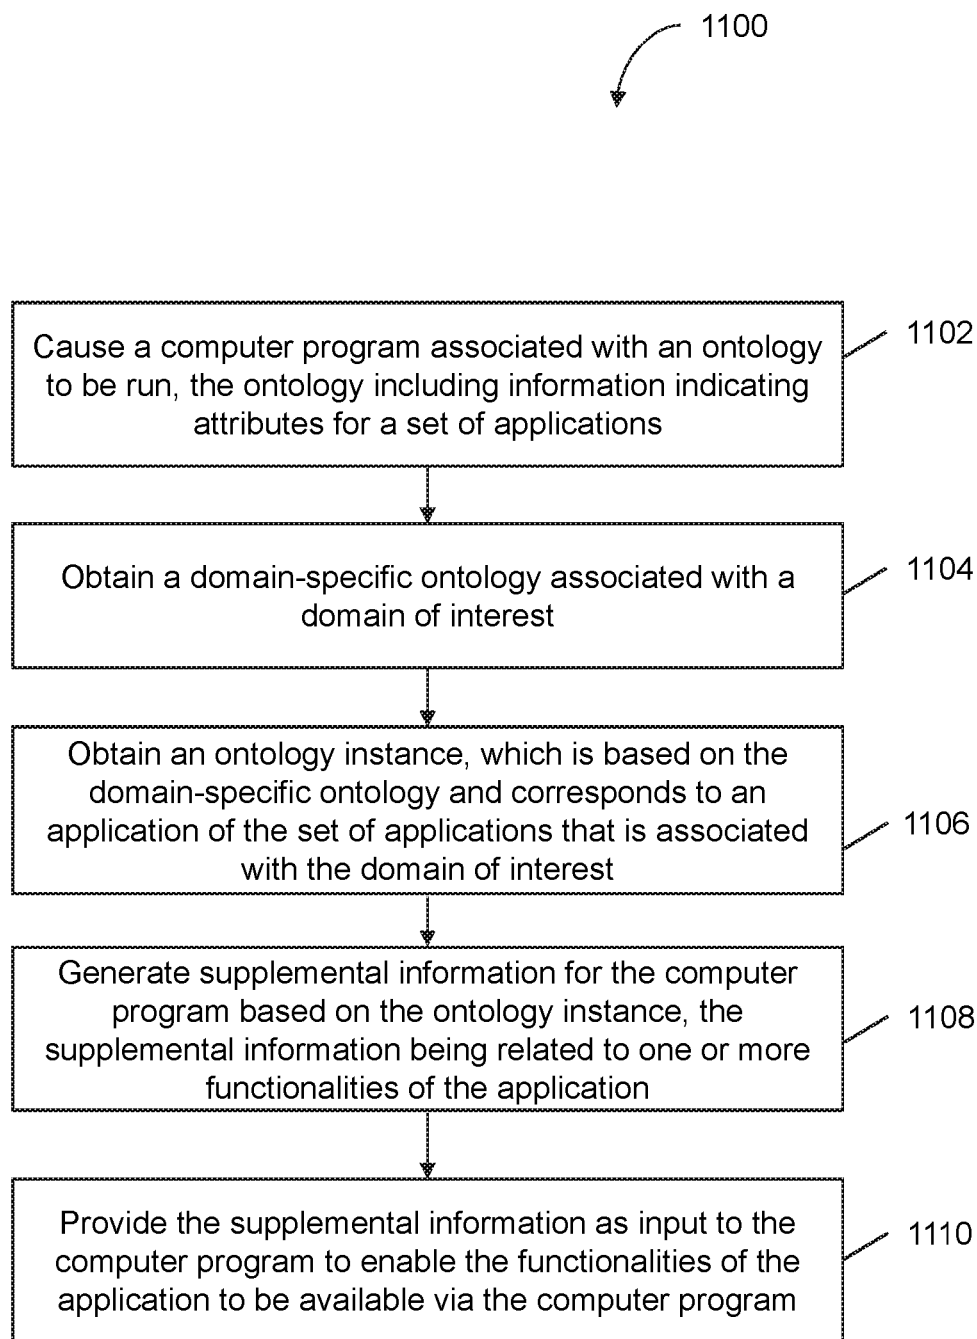 1100
Cause a computer program associated with an ontology
to be run, the ontology including information indicating
attributes for a set of applications
1102
Obtain a domain-specific ontology associated with a
domain of interest
1104
Obtain an ontology instance, which is based on the
domain-specific ontology and corresponds to an
application of the set of applications that is associated
with the domain of interest
1106
Generate supplemental information for the computer
program based on the ontology instance, the
supplemental information being related to one or more
functionalities of the application
1108
Provide the supplemental information as input to the
computer program to enable the functionalities of the
application to be available via the computer program
1110